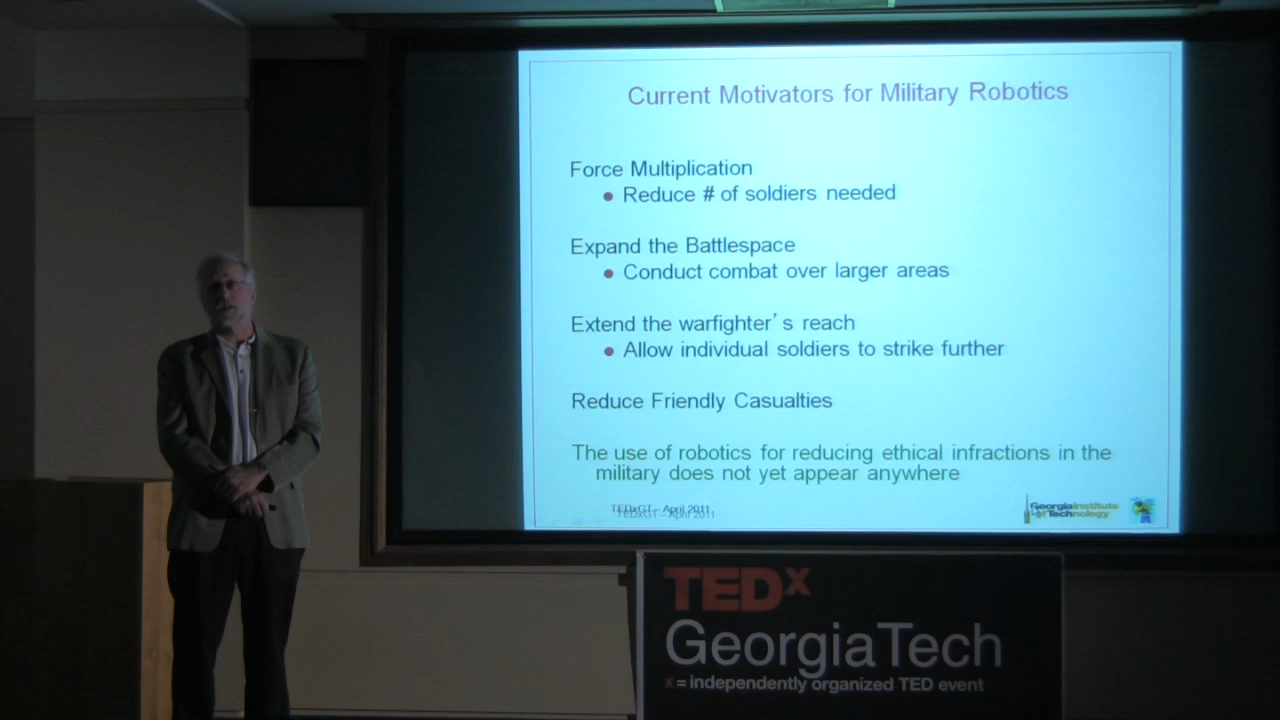 Current Motivators for Military Robotics
Force Multiplication
● Reduce # of soldiers needed
Expand the Battlespace
● Conduct combat over larger areas
Extend the warfighter's reach
● Allow individual soldiers to strike further
Reduce Friendly Casualties
The use of robotics for reducing ethical infractions in the
military does not yet appear anywhere
TEDxGT – April 2011
TEDxGT – April 2011
Georgia Institute
of Technology
TEDx
GeorgiaTech
x = independently organized TED event